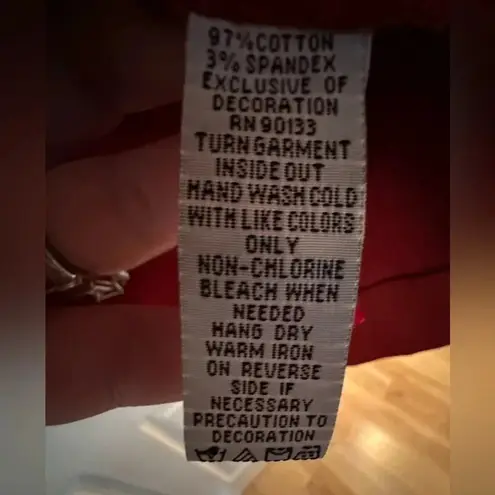 97% COTTON
3% SPANDEX
EXCLUSIVE OF
DECORATION
RN 90133
TURN GARMENT
INSIDE OUT
HAND WASH COLD
WITH LIKE COLORS
ONLY
NON-CHLORINE
BLEACH WHEN
NEEDED
HANG DRY
WARM IRON
ON REVERSE
SIDE IF
NECESSARY
PRECAUTION TO
DECORATION